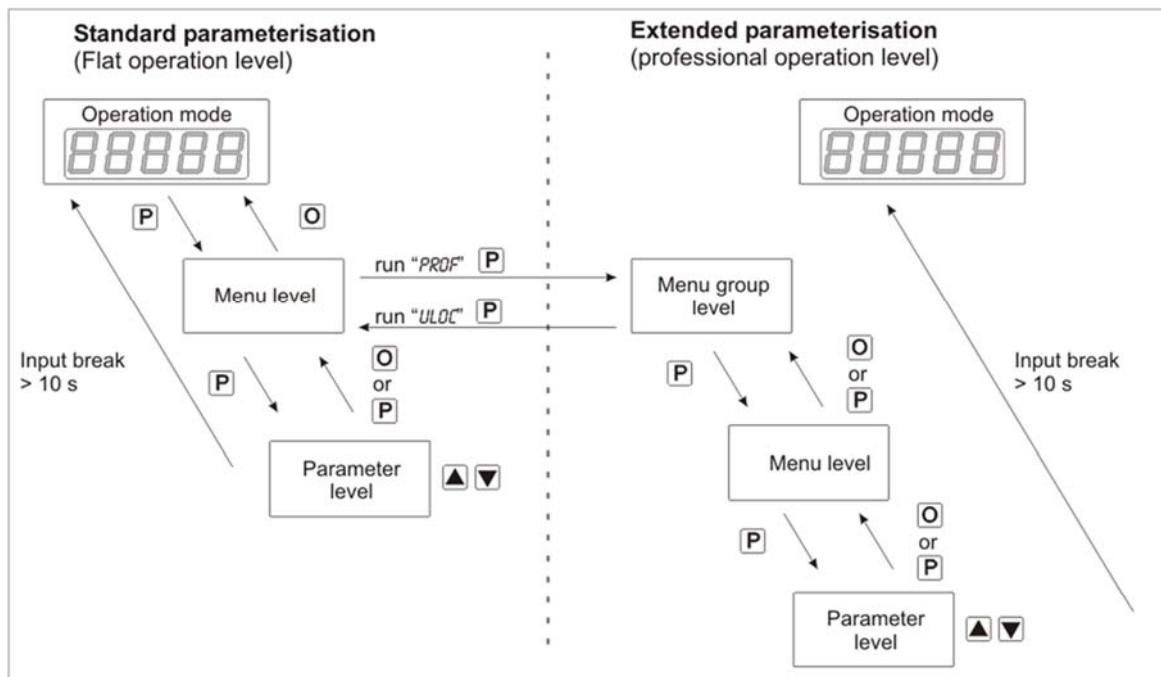 Standard parameterisation
(Flat operation level)
Operation mode
88888
P
O
Menu level
run “PROF” P
run “ULOC” P
Input break
> 10 s
P
O
or
P
Parameter
level
▲ ▼
Extended parameterisation
(professional operation level)
Operation mode
88888
Menu group
level
P
O
or
P
Input break
> 10 s
Menu level
P
O
or
P
Parameter
level
▲ ▼